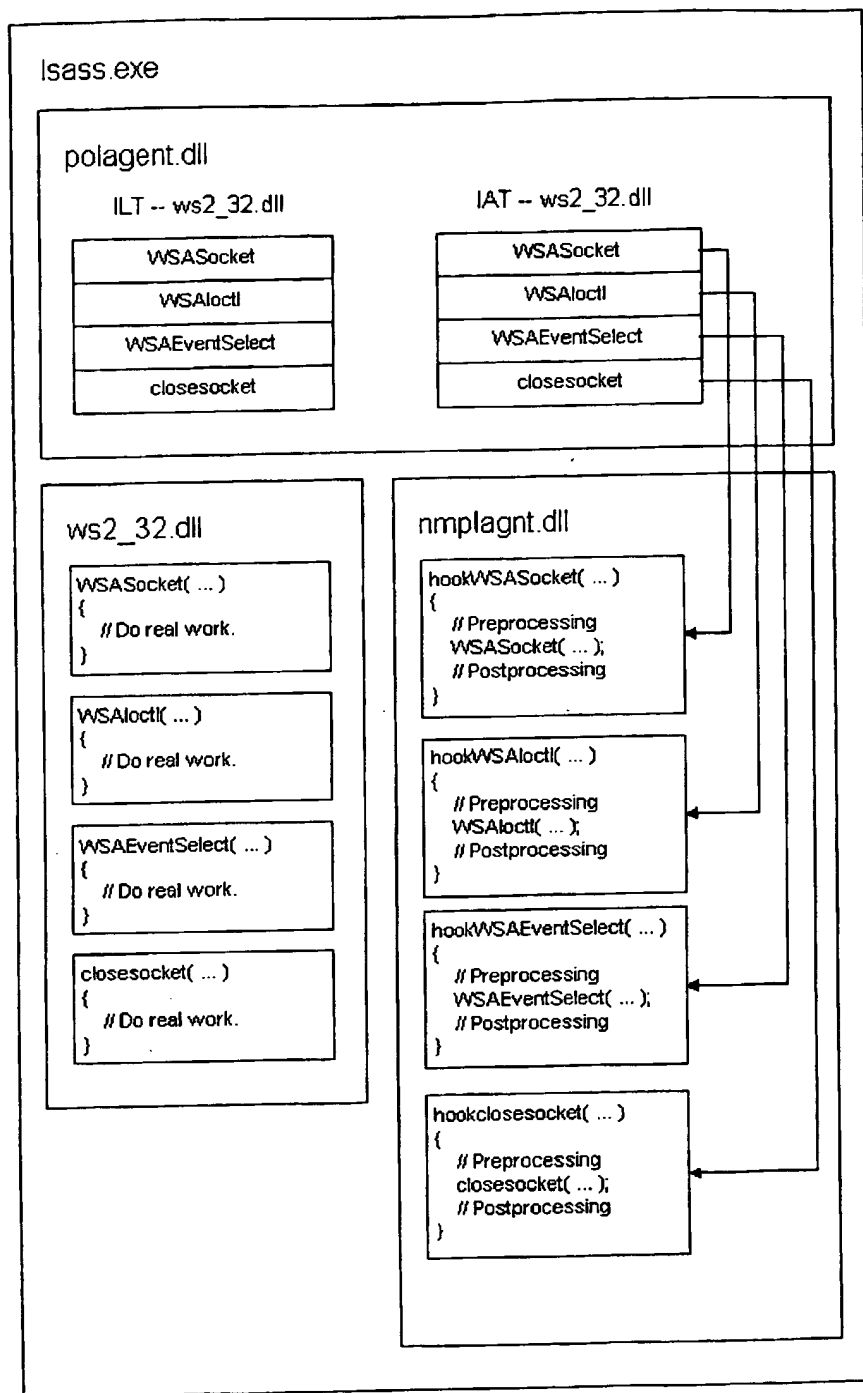 lsass.exe
polagent.dll
ILT -- ws2_32.dll
WSASocket
WSAIoctl
WSAEventSelect
closesocket
IAT -- ws2_32.dll
WSASocket
WSAIoctl
WSAEventSelect
closesocket
ws2_32.dll
WSASocket( ... )
{
// Do real work.
}
WSAIoctl( ... )
{
// Do real work.
}
WSAEventSelect( ... )
{
// Do real work.
}
closesocket( ... )
{
// Do real work.
}
nmplagnt.dll
hookWSASocket( ... )
{
// Preprocessing
WSASocket( ... );
// Postprocessing
}
hookWSAIoctl( ... )
{
// Preprocessing
WSAIoctl( ... );
// Postprocessing
}
hookWSAEventSelect( ... )
{
// Preprocessing
WSAEventSelect( ... );
// Postprocessing
}
hookclosesocket( ... )
{
// Preprocessing
closesocket( ... );
// Postprocessing
}